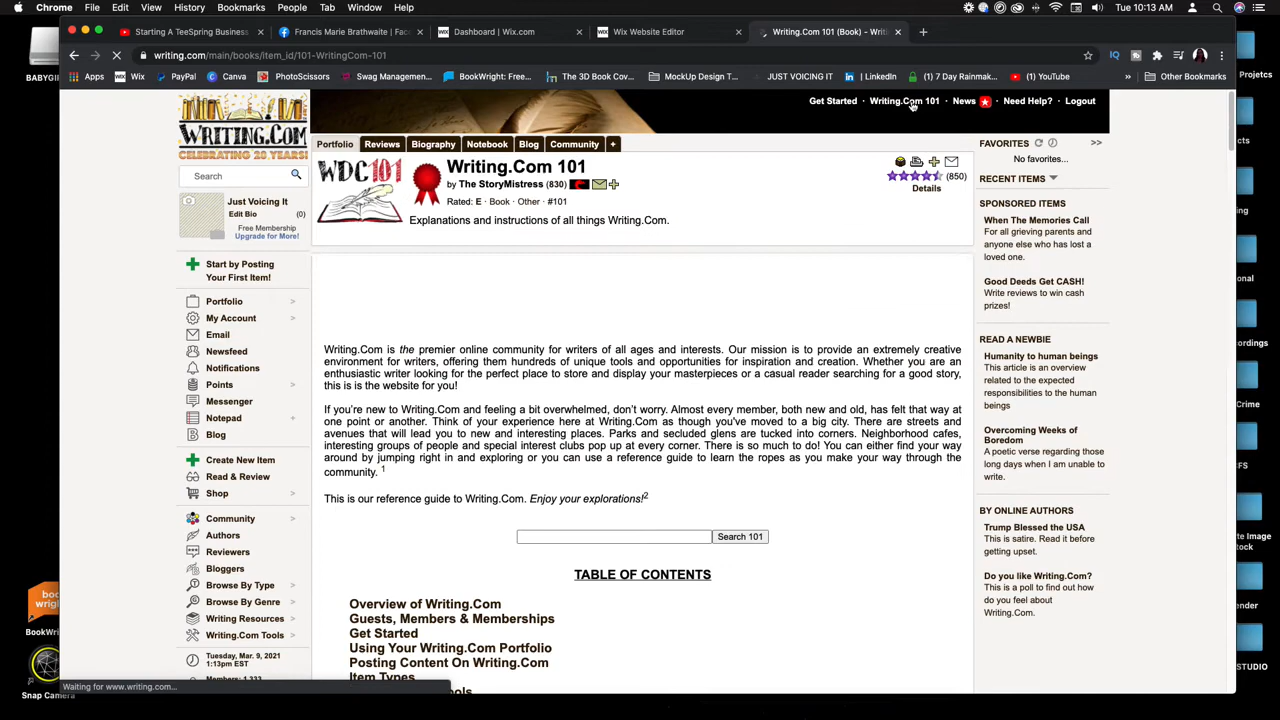 Chrome File Edit View History Bookmarks People Tab Window Help Tue 10:13 AM
Starting A TeeSpring Business Francis Marie Brathwaite | Fac Dashboard | Wix.com Wix Website Editor Writing.Com 101 (Book) - Writi
writing.com/main/books/item_id/101-WritingCom-101
Apps Wix PayPal Canva PhotoScissors Swag Managemen... BookWright: Free... The 3D Book Cov... MockUp Design T... JUST VOICING IT LinkedIn (1) 7 Day Rainmak... (1) YouTube » Other Bookmarks
BABYGI
Get Started · Writing.Com 101 · News · Need Help? · Logout
WRITING.COM
CELEBRATING 20 YEARS!
Search
Just Voicing It
Edit Bio (0)
Free Membership
Upgrade for More!
Start by Posting
Your First Item!
Portfolio >
My Account >
Email
Newsfeed
Notifications
Points >
Messenger
Notepad +
Blog
Create New Item
Read & Review
Shop >
Community >
Authors
Reviewers
Bloggers
Browse By Type >
Browse By Genre >
Writing Resources >
Writing.Com Tools >
Tuesday, Mar. 9, 2021
1:13pm EST
Members: 1,333
Portfolio Reviews Biography Notebook Blog Community +
WDC101
Writing.Com 101
by The StoryMistress (830)
Rated: E · Book · Other · #101
Explanations and instructions of all things Writing.Com.
(850)
Details
Writing.Com is the premier online community for writers of all ages and interests. Our mission is to provide an extremely creative
environment for writers, offering them hundreds of unique tools and opportunities for inspiration and creation. Whether you are an
enthusiastic writer looking for the perfect place to store and display your masterpieces or a casual reader searching for a good story,
this is is the website for you!
If you're new to Writing.Com and feeling a bit overwhelmed, don't worry. Almost every member, both new and old, has felt that way at
one point or another. Think of your experience here at Writing.Com as though you've moved to a big city. There are streets and
avenues that will lead you to new and interesting places. Parks and secluded glens are tucked into corners. Neighborhood cafes,
interesting groups of people and special interest clubs pop up at every corner. There is so much to do! You can either find your way
around by jumping right in and exploring or you can use a reference guide to learn the ropes as you make your way through the
community. 1
This is our reference guide to Writing.Com. Enjoy your explorations!2
Search 101
TABLE OF CONTENTS
Overview of Writing.Com
Guests, Members & Memberships
Get Started
Using Your Writing.Com Portfolio
Posting Content On Writing.Com
Item Types
FAVORITES >>
No favorites...
RECENT ITEMS
SPONSORED ITEMS
When The Memories Call
For all grieving parents and
anyone else who has lost a
loved one.
Good Deeds Get CASH!
Write reviews to win cash
prizes!
READ A NEWBIE
Humanity to human beings
This article is an overview
related to the expected
responsibilities to the human
beings
Overcoming Weeks of
Boredom
A poetic verse regarding those
long days when I am unable to
write.
BY ONLINE AUTHORS
Trump Blessed the USA
This is satire. Read it before
getting upset.
Do you like Writing.Com?
This is a poll to find out how
do you feel about
Writing.Com.
BookWri
Snap Camera
Waiting for www.writing.com...
Projetcs
cordings
Crime
CFS
ate Image
tock
ender
STUDIO